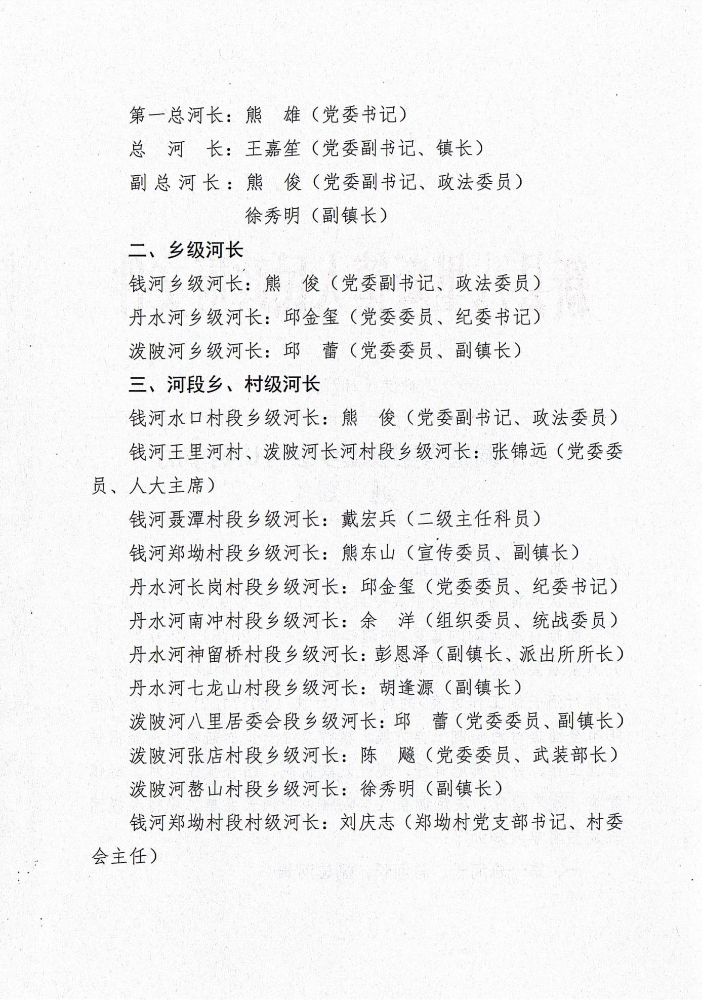 第一总河长：熊　雄（党委书记）
总　河　长：王嘉笙（党委副书记、镇长）
副总河长：熊　俊（党委副书记、政法委员）
徐秀明（副镇长）
二、乡级河长
钱河乡级河长：熊　俊（党委副书记、政法委员）
丹水河乡级河长：邱金玺（党委委员、纪委书记）
泼陂河乡级河长：邱　蕾（党委委员、副镇长）
三、河段乡、村级河长
钱河水口村段乡级河长：熊　俊（党委副书记、政法委员）
钱河王里河村、泼陂河长河村段乡级河长：张锦远（党委委
员、人大主席）
钱河聂潭村段乡级河长：戴宏兵（二级主任科员）
钱河郑坳村段乡级河长：熊东山（宣传委员、副镇长）
丹水河长岗村段乡级河长：邱金玺（党委委员、纪委书记）
丹水河南冲村段乡级河长：余　洋（组织委员、统战委员）
丹水河神留桥村段乡级河长：彭恩泽（副镇长、派出所所长）
丹水河七龙山村段乡级河长：胡逢源（副镇长）
泼陂河八里居委会段乡级河长：邱　蕾（党委委员、副镇长）
泼陂河张店村段乡级河长：陈　飚（党委委员、武装部长）
泼陂河嶅山村段乡级河长：徐秀明（副镇长）
钱河郑坳村段村级河长：刘庆志（郑坳村党支部书记、村委
会主任）